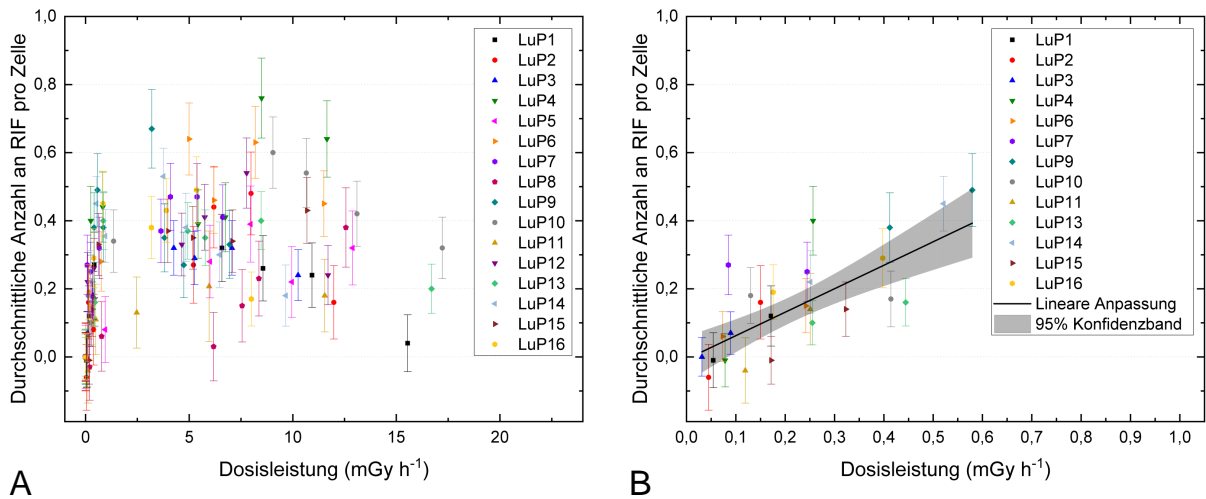 1,0
0,8
0,6
0,4
0,2
0,0
Durchschnittliche Anzahl an RIF pro Zelle
0 5 10 15 20
Dosisleistung (mGy h⁻¹)
LuP1
LuP2
LuP3
LuP4
LuP5
LuP6
LuP7
LuP8
LuP9
LuP10
LuP11
LuP12
LuP13
LuP14
LuP15
LuP16
A
1,0
0,8
0,6
0,4
0,2
0,0
Durchschnittliche Anzahl an RIF pro Zelle
0,0 0,1 0,2 0,3 0,4 0,5 0,6 0,7 0,8 0,9 1,0
Dosisleistung (mGy h⁻¹)
LuP1
LuP2
LuP3
LuP4
LuP6
LuP7
LuP9
LuP10
LuP11
LuP13
LuP14
LuP15
LuP16
Lineare Anpassung
95% Konfidenzband
B